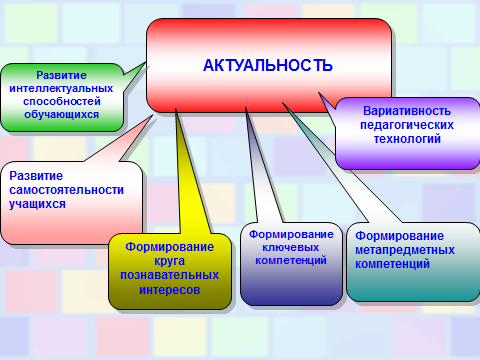 АКТУАЛЬНОСТЬ
Развитие
интеллектуальных
способностей
обучающихся
Вариативность
педагогических
технологий
Развитие
самостоятельности
учащихся
Формирование
круга
познавательных
интересов
Формирование
ключевых
компетенций
Формирование
метапредметных
компетенций